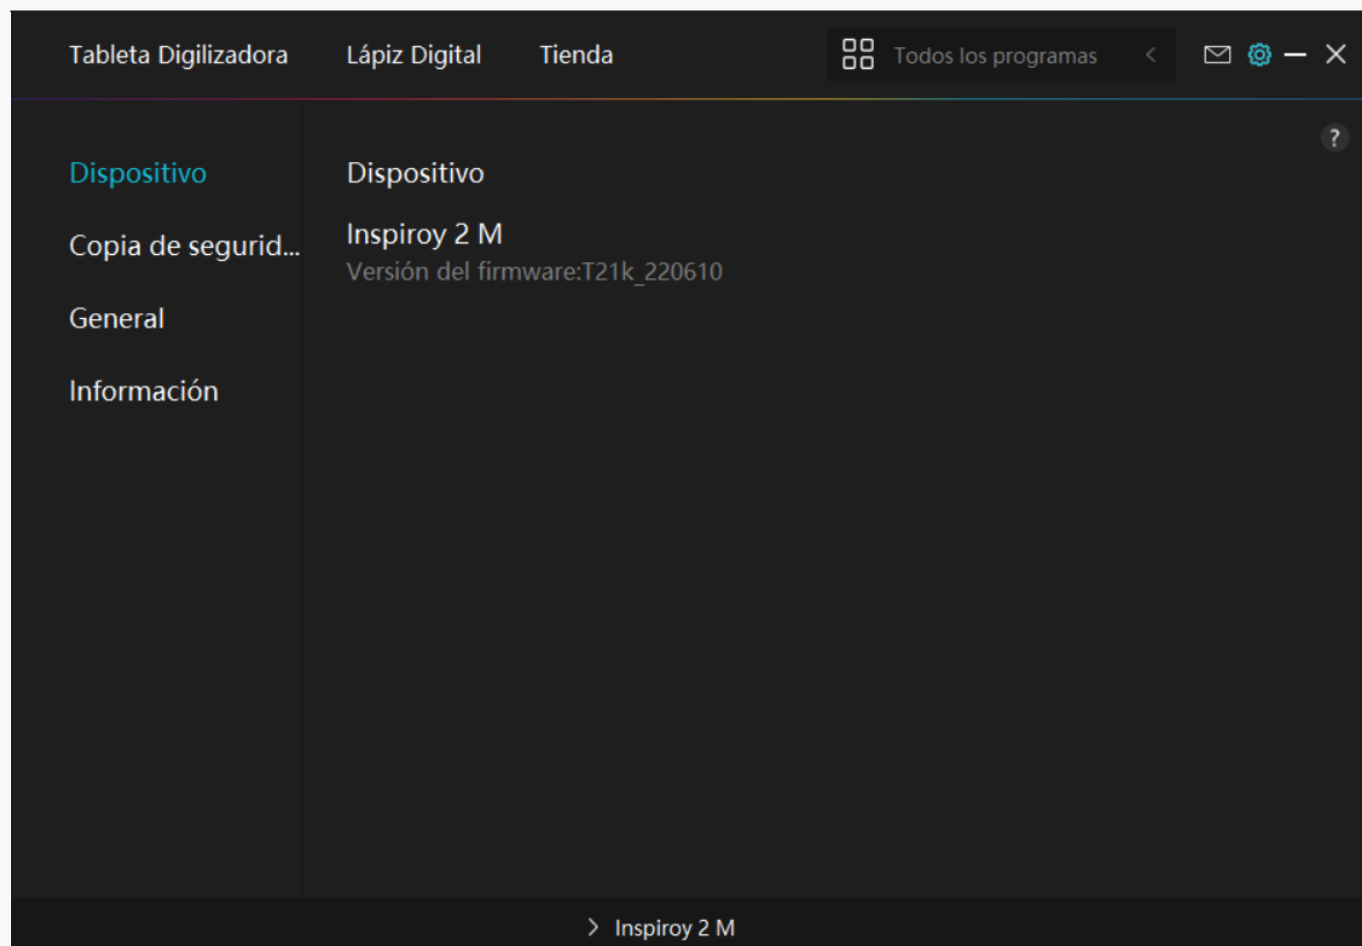 Tableta Digilizadora Lápiz Digital Tienda Todos los programas
?
Dispositivo
Copia de segurid...
General
Información
Dispositivo
Inspiroy 2 M
Versión del firmware:T21k_220610
Inspiroy 2 M